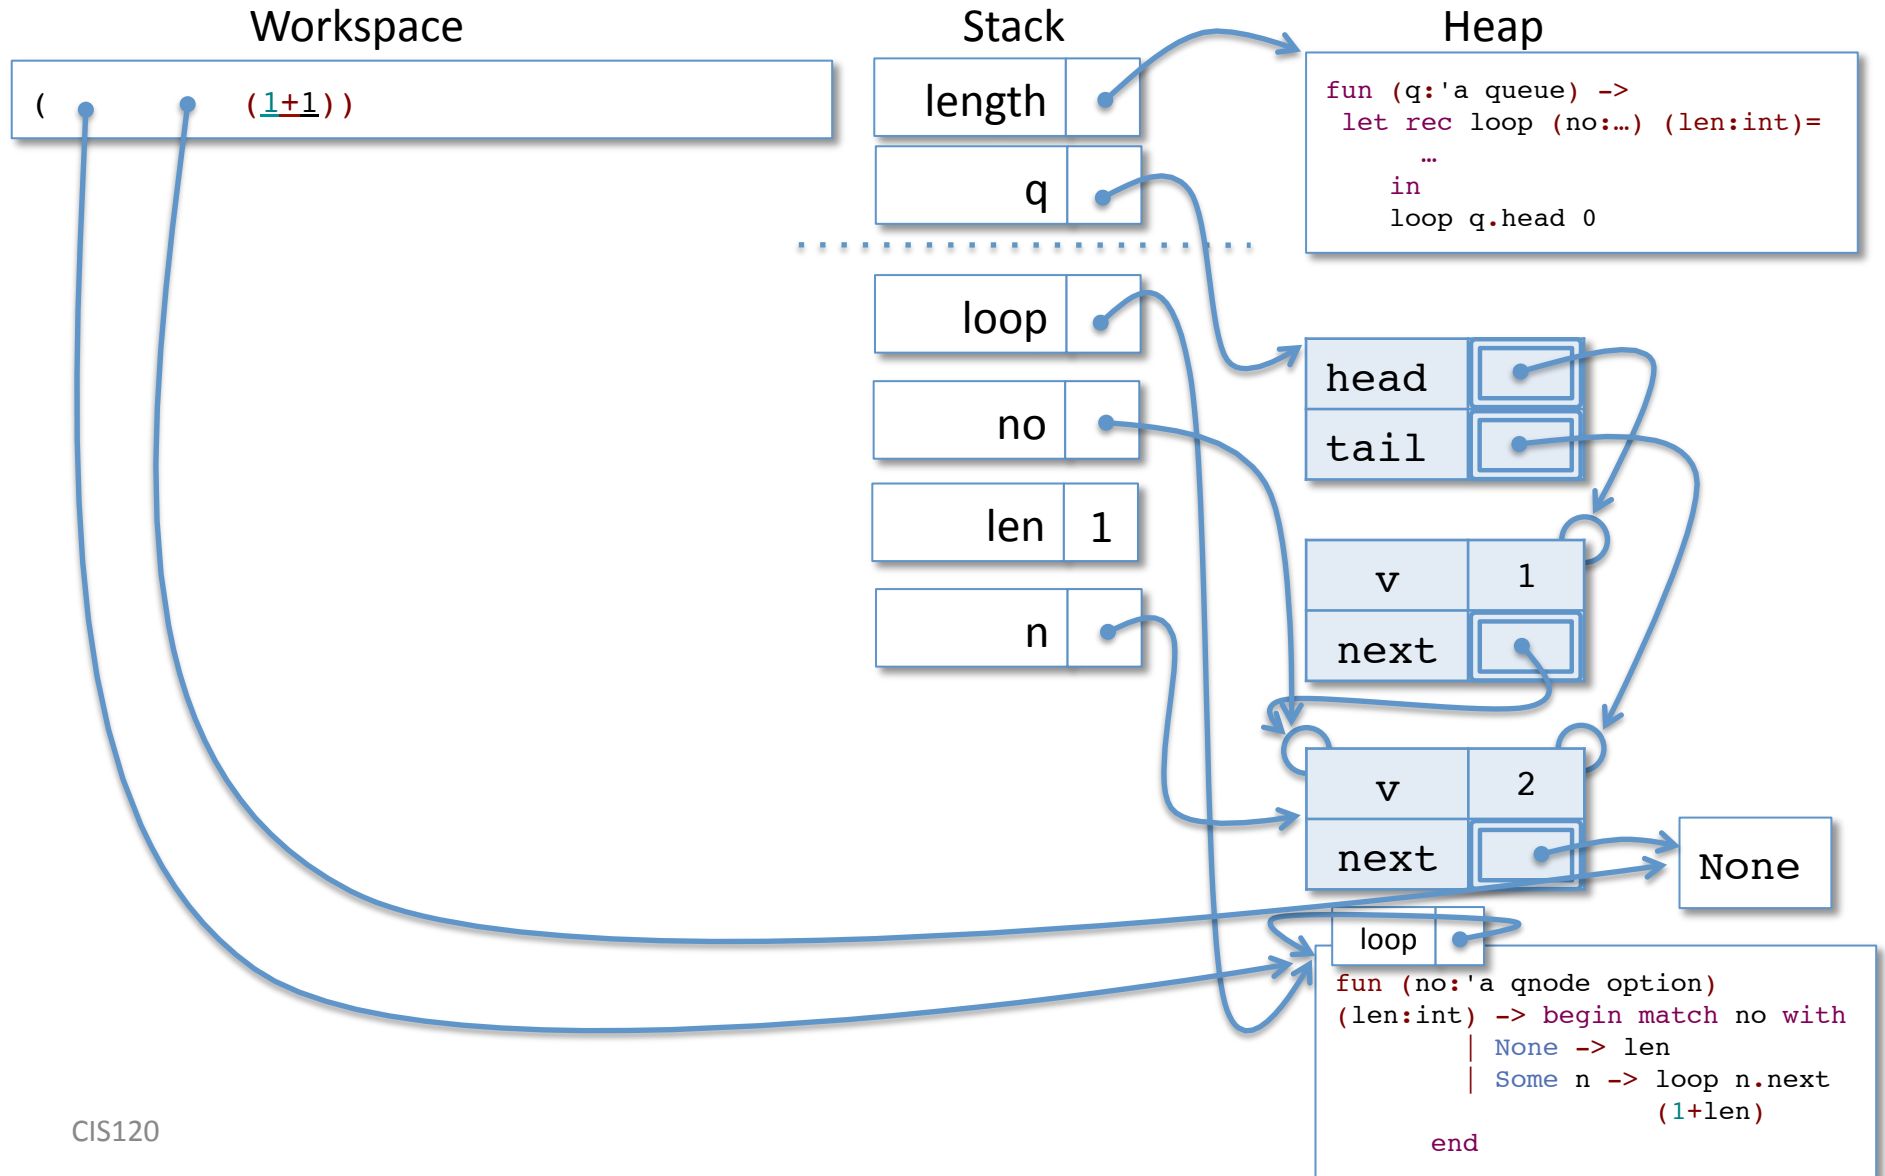 Workspace
( (1+1))
Stack
length
q
loop
no
len 1
n
Heap
fun (q:'a queue) ->
let rec loop (no:…) (len:int)=
…
in
loop q.head 0
head
tail
v 1
next
v 2
next
None
loop
fun (no:'a qnode option)
(len:int) -> begin match no with
| None -> len
| Some n -> loop n.next
(1+len)
end
CIS120